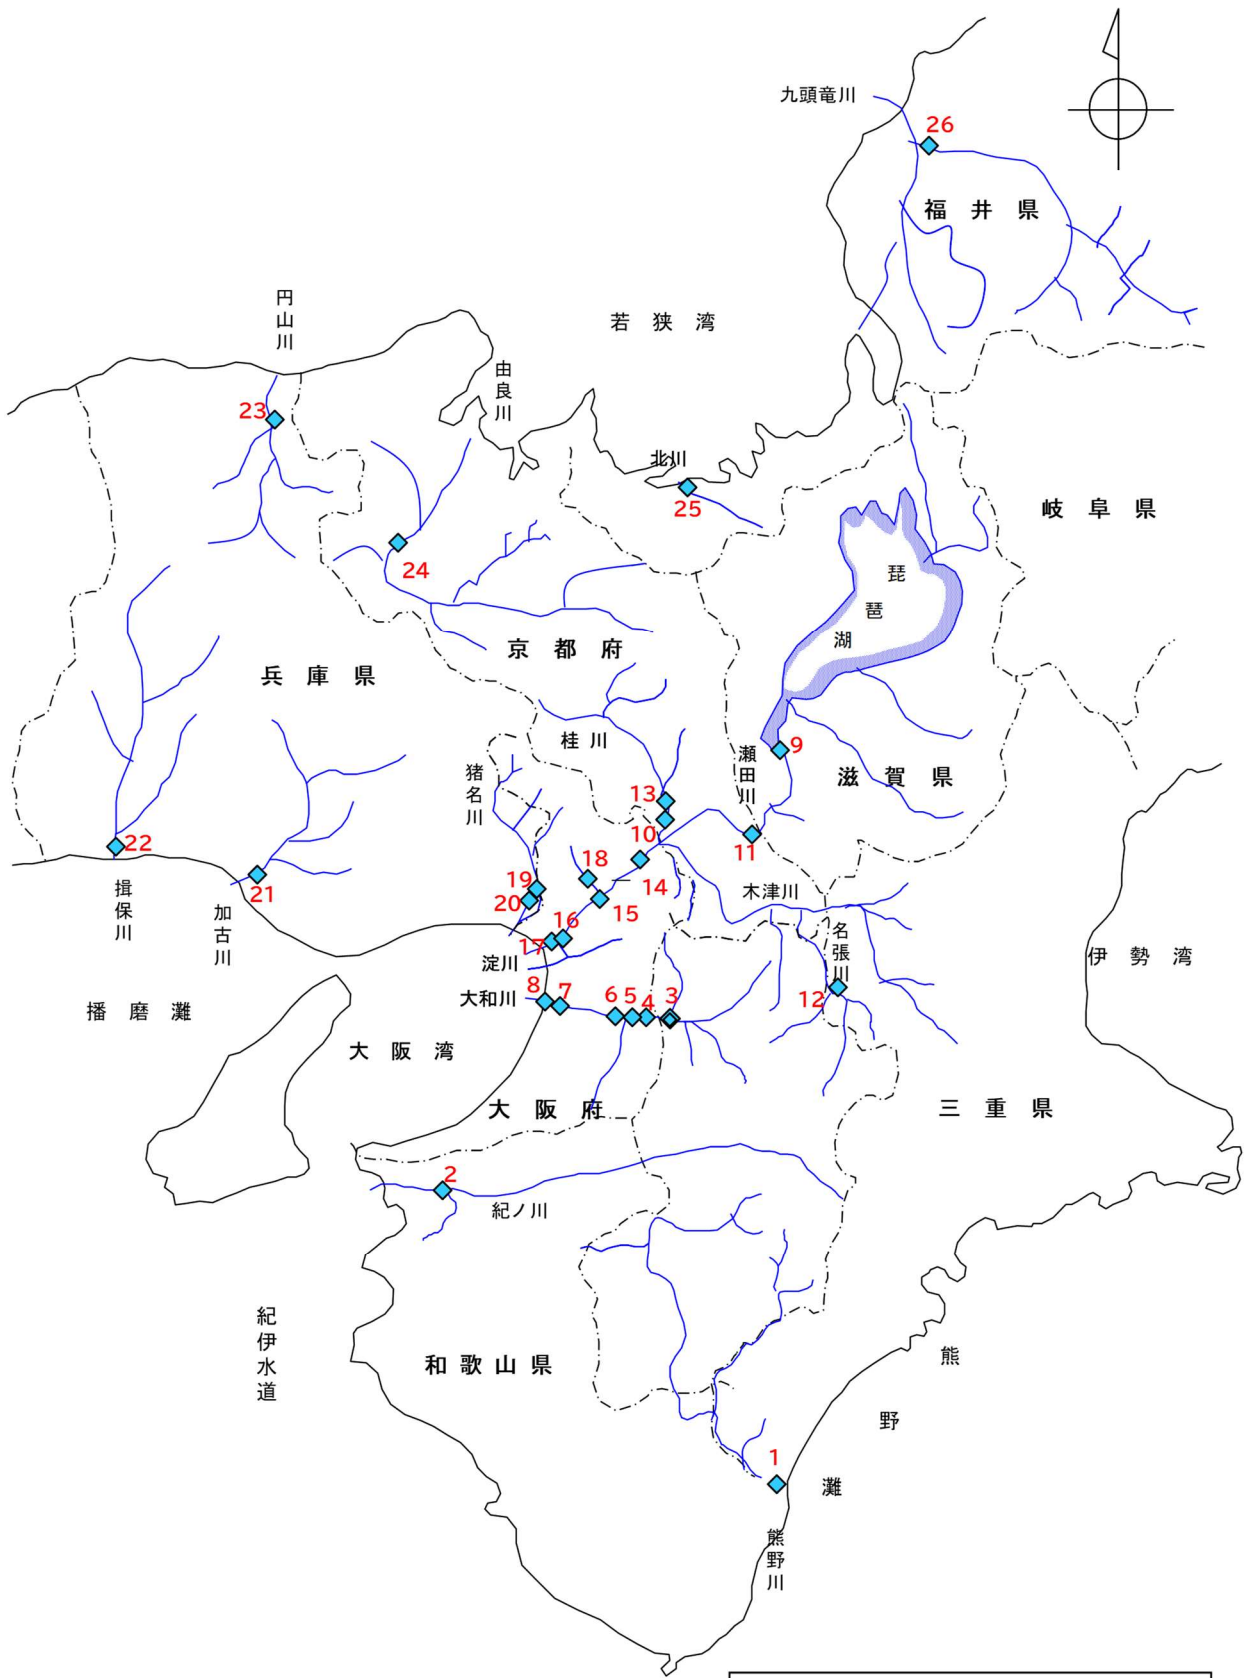 九頭竜川
26
福井県
円山川
若狭湾
由良川
23
北川
25
岐阜県
24
琵琶湖
京都府
兵庫県
桂川
瀬田川
9
滋賀県
猪名川
13
10
11
22
21
揖保川
加古川
18
14
19
20
15
木津川
16
17
淀川
名張川
伊勢湾
8
7
6
5
4
3
12
大和川
播磨灘
大阪湾
大阪府
三重県
2
紀ノ川
紀伊水道
和歌山県
熊野灘
1
熊野川